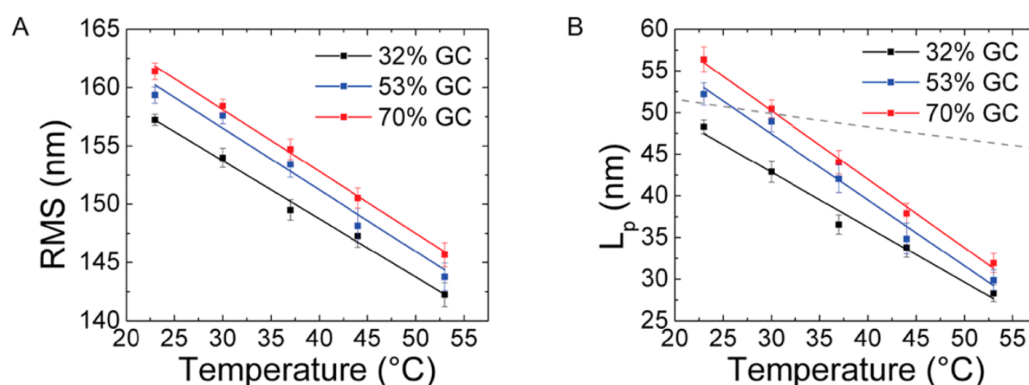 A
RMS (nm)
165
160
155
150
145
140
32% GC
53% GC
70% GC
20 25 30 35 40 45 50 55
Temperature (°C)
B
Lp (nm)
60
55
50
45
40
35
30
25
32% GC
53% GC
70% GC
20 25 30 35 40 45 50 55
Temperature (°C)